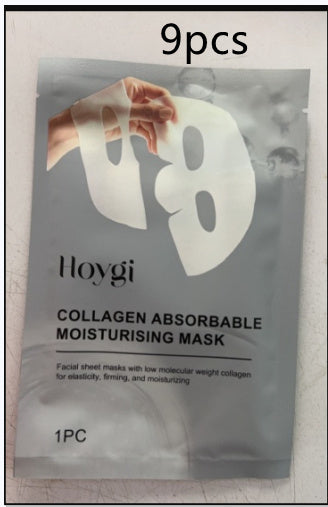 9pcs
Hoygi
COLLAGEN ABSORBABLE
MOISTURISING MASK
Facial sheet masks with low molecular weight collagen
for elasticity, firming, and moisturizing
1PC